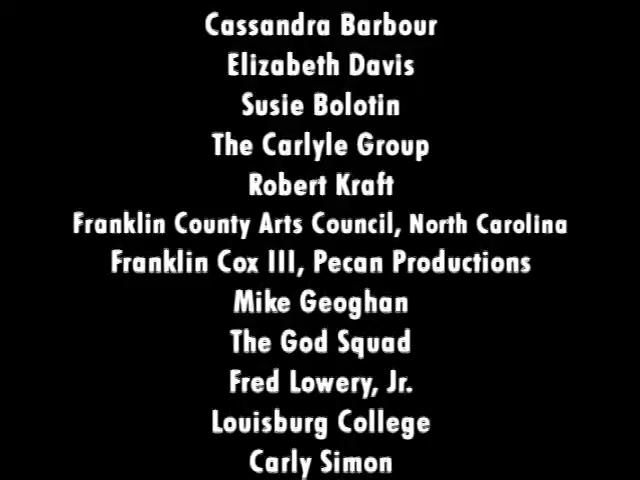 Cassandra Barbour
Elizabeth Davis
Susie Bolotin
The Carlyle Group
Robert Kraft
Franklin County Arts Council, North Carolina
Franklin Cox III, Pecan Productions
Mike Geoghan
The God Squad
Fred Lowery, Jr.
Louisburg College
Carly Simon